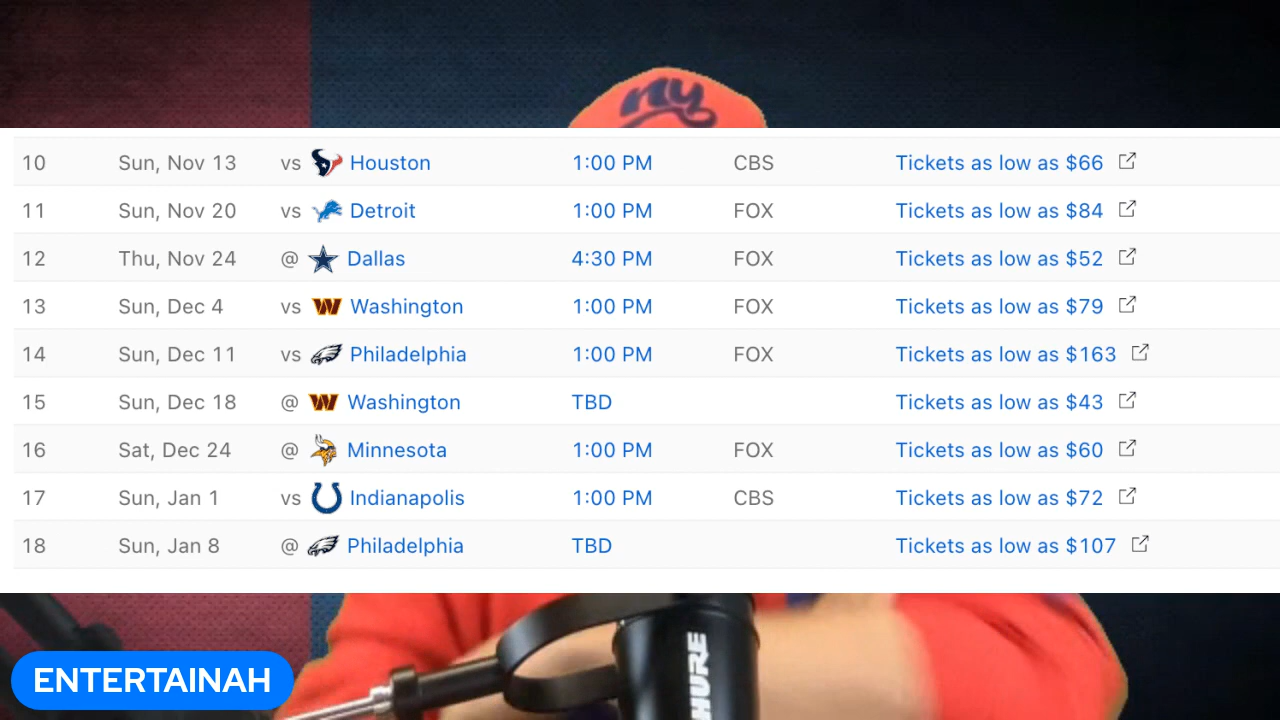 ny
10 Sun, Nov 13 vs Houston 1:00 PM CBS Tickets as low as $66
11 Sun, Nov 20 vs Detroit 1:00 PM FOX Tickets as low as $84
12 Thu, Nov 24 @ Dallas 4:30 PM FOX Tickets as low as $52
13 Sun, Dec 4 vs Washington 1:00 PM FOX Tickets as low as $79
14 Sun, Dec 11 vs Philadelphia 1:00 PM FOX Tickets as low as $163
15 Sun, Dec 18 @ Washington TBD Tickets as low as $43
16 Sat, Dec 24 @ Minnesota 1:00 PM FOX Tickets as low as $60
17 Sun, Jan 1 vs Indianapolis 1:00 PM CBS Tickets as low as $72
18 Sun, Jan 8 @ Philadelphia TBD Tickets as low as $107
SHURE
ENTERTAINAH